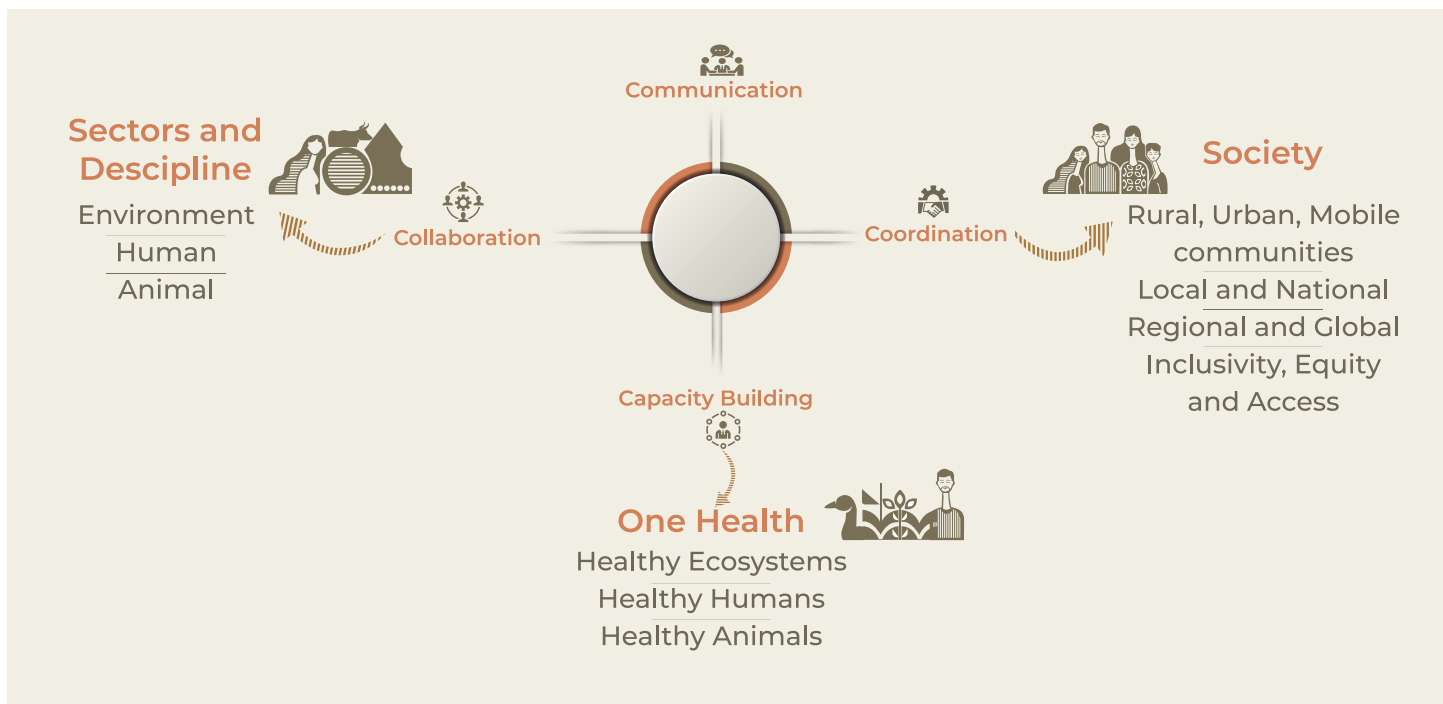 Communication
Sectors and
Descipline
Environment
Human
Animal
Collaboration
Coordination
Society
Rural, Urban, Mobile
communities
Local and National
Regional and Global
Inclusivity, Equity
and Access
Capacity Building
One Health
Healthy Ecosystems
Healthy Humans
Healthy Animals